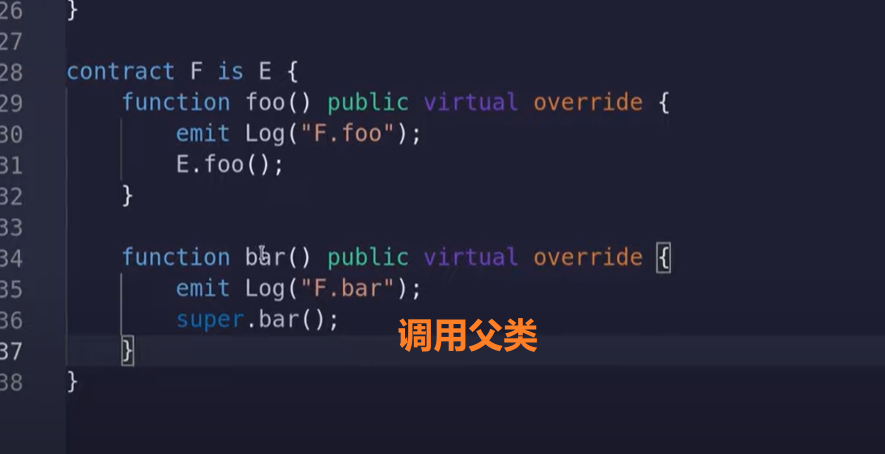 26 }
27
28 contract F is E {
29 function foo() public virtual override {
30 emit Log("F.foo");
31 E.foo();
32 }
33
34 function bar() public virtual override {
35 emit Log("F.bar");
36 super.bar();
调用父类
37 }
38 }